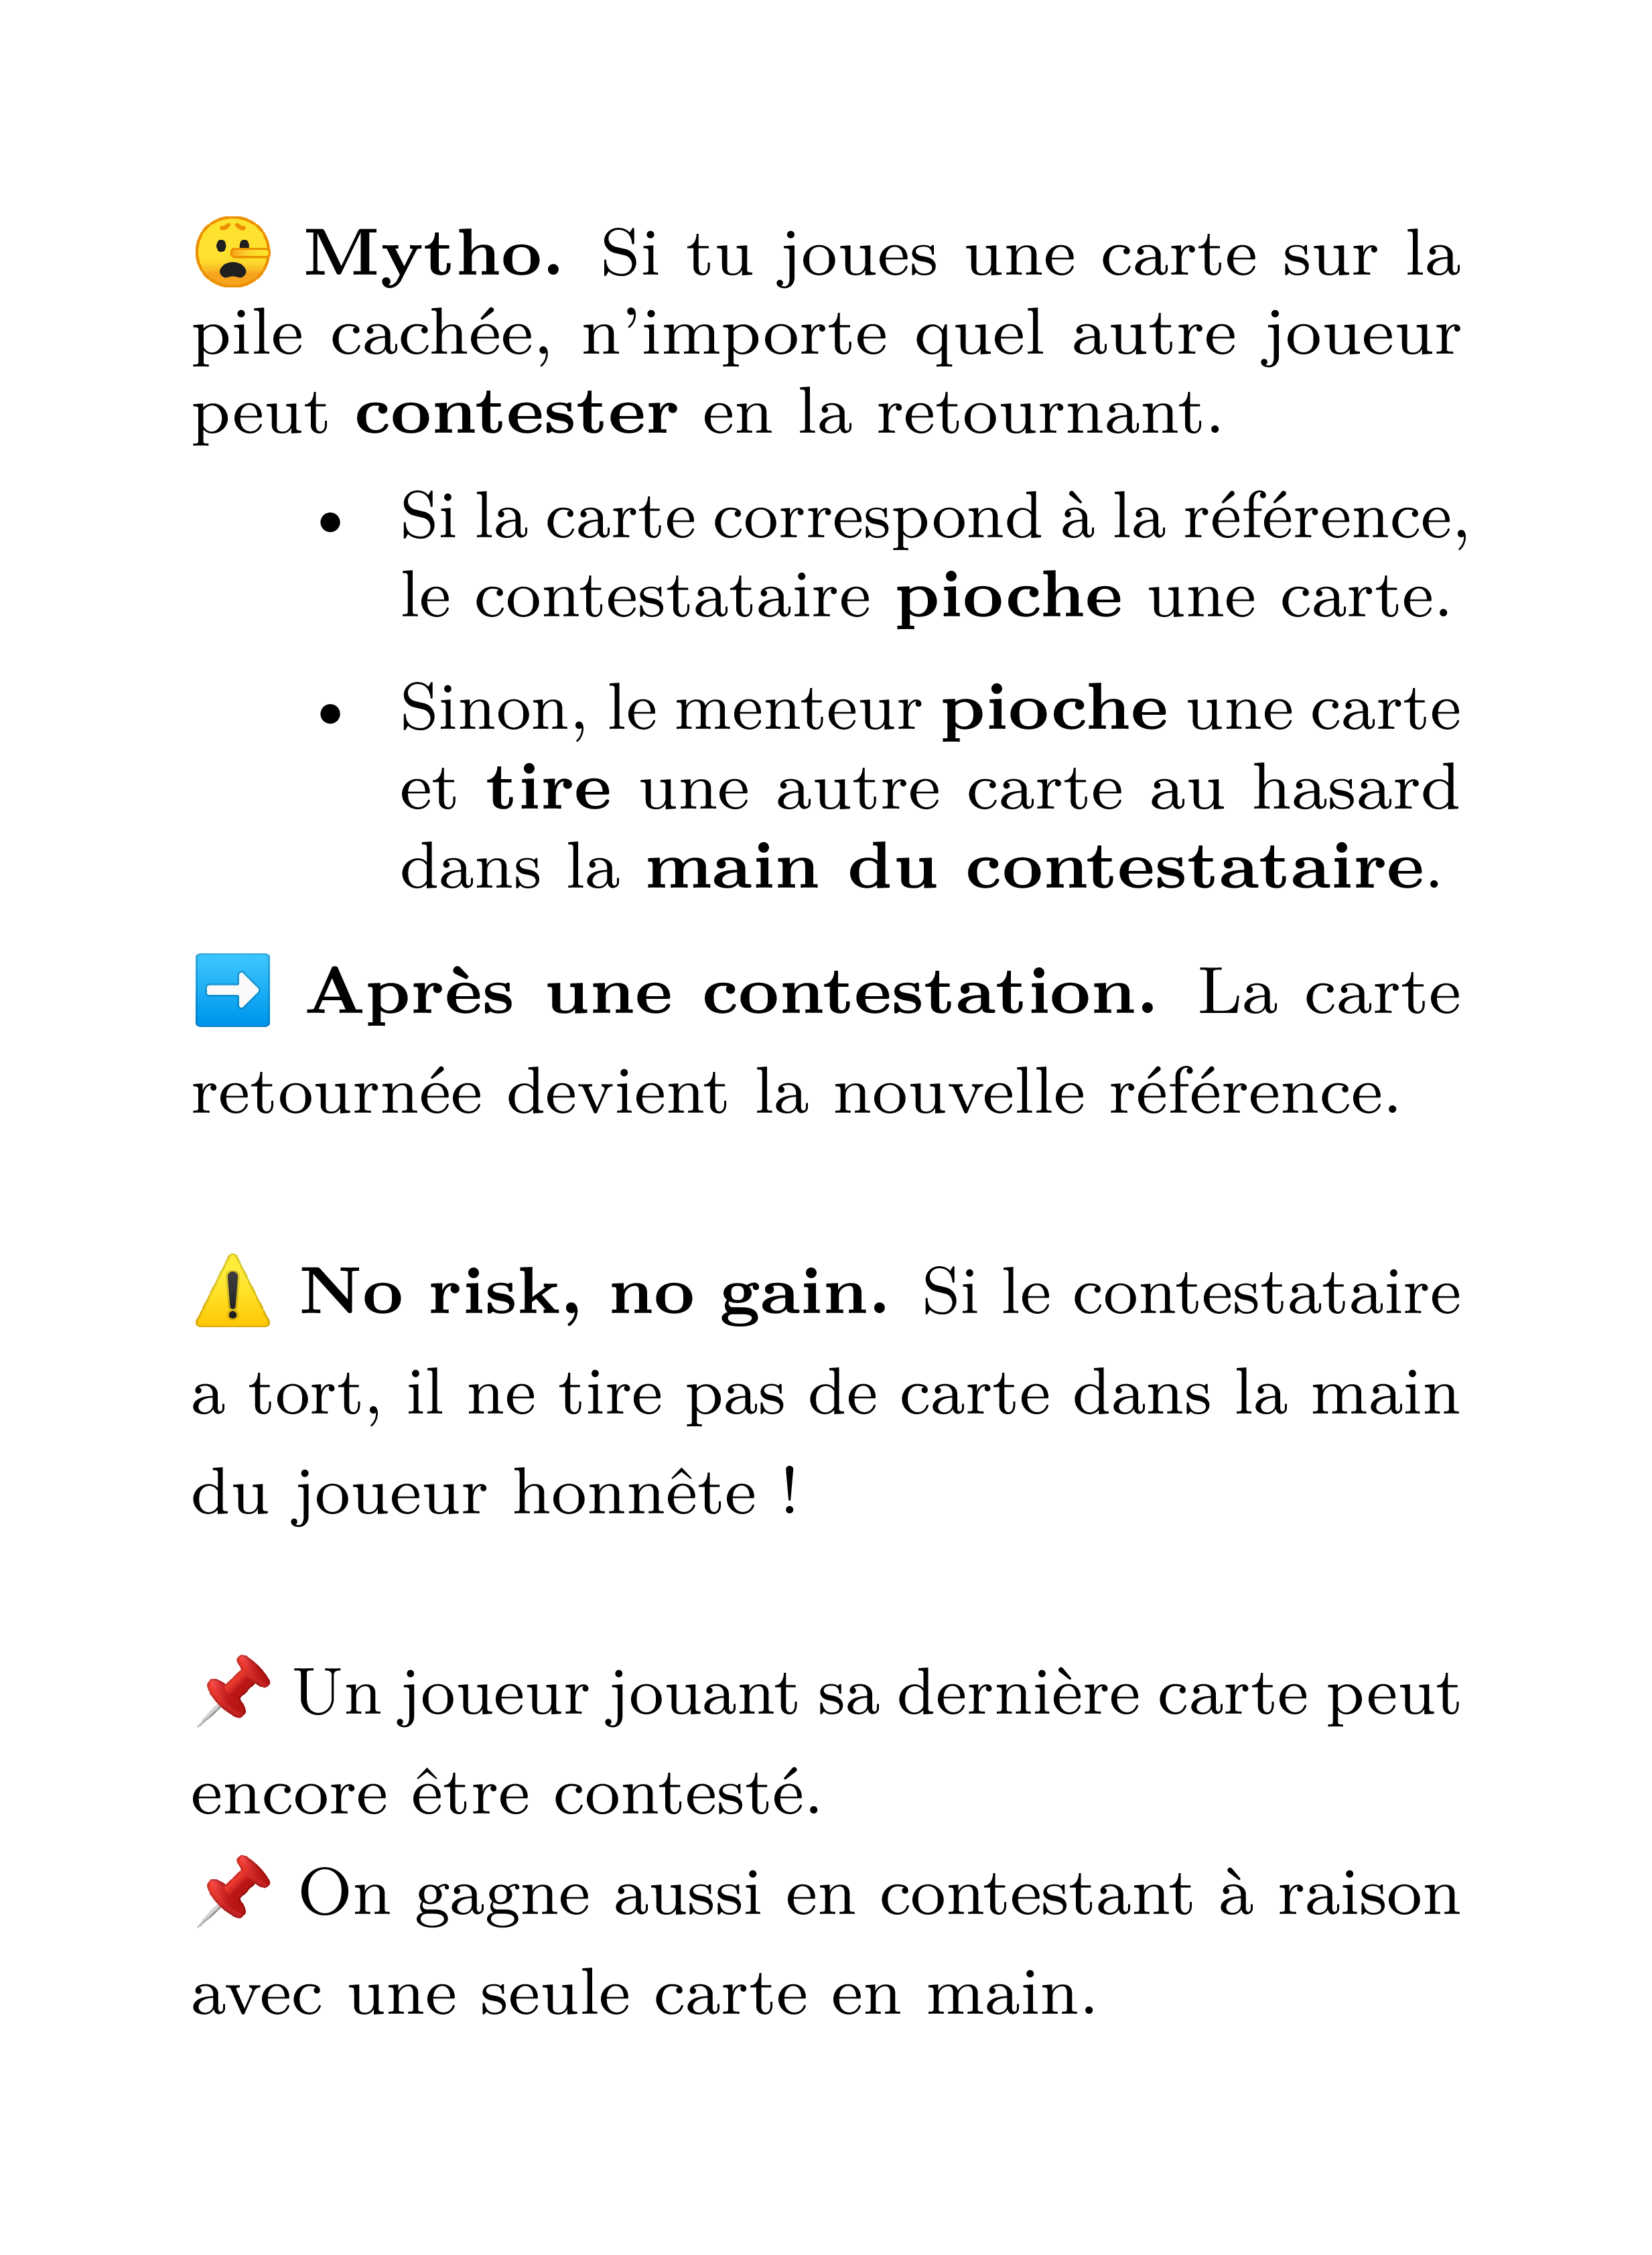 🤥 Mytho. Si tu joues une carte sur la
pile cachée, n'importe quel autre joueur
peut contester en la retournant.
• Si la carte correspond à la référence,
le contestataire pioche une carte.
• Sinon, le menteur pioche une carte
et tire une autre carte au hasard
dans la main du contestataire.
➡️ Après une contestation. La carte
retournée devient la nouvelle référence.
⚠️ No risk, no gain. Si le contestataire
a tort, il ne tire pas de carte dans la main
du joueur honnête !
📌 Un joueur jouant sa dernière carte peut
encore être contesté.
📌 On gagne aussi en contestant à raison
avec une seule carte en main.